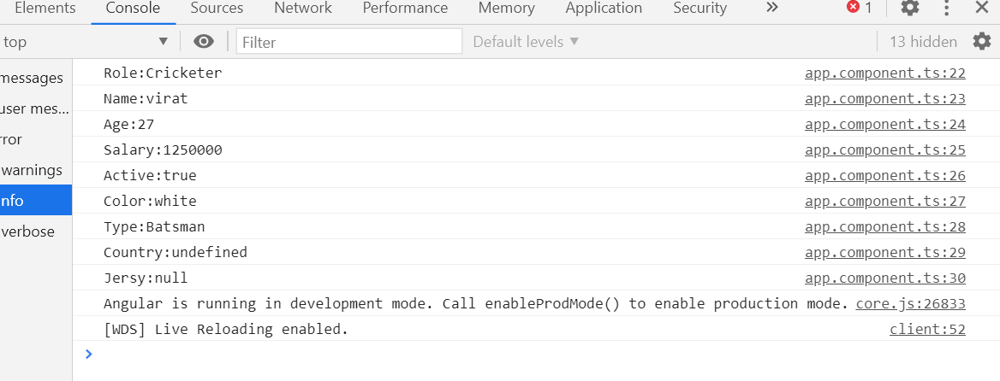 Elements Console Sources Network Performance Memory Application Security » 1
top Filter Default levels 13 hidden
messages
user mes...
rror
warnings
nfo
verbose
Role:Cricketer app.component.ts:22
Name:virat app.component.ts:23
Age:27 app.component.ts:24
Salary:1250000 app.component.ts:25
Active:true app.component.ts:26
Color:white app.component.ts:27
Type:Batsman app.component.ts:28
Country:undefined app.component.ts:29
Jersy:null app.component.ts:30
Angular is running in development mode. Call enableProdMode() to enable production mode. core.js:26833
[WDS] Live Reloading enabled. client:52